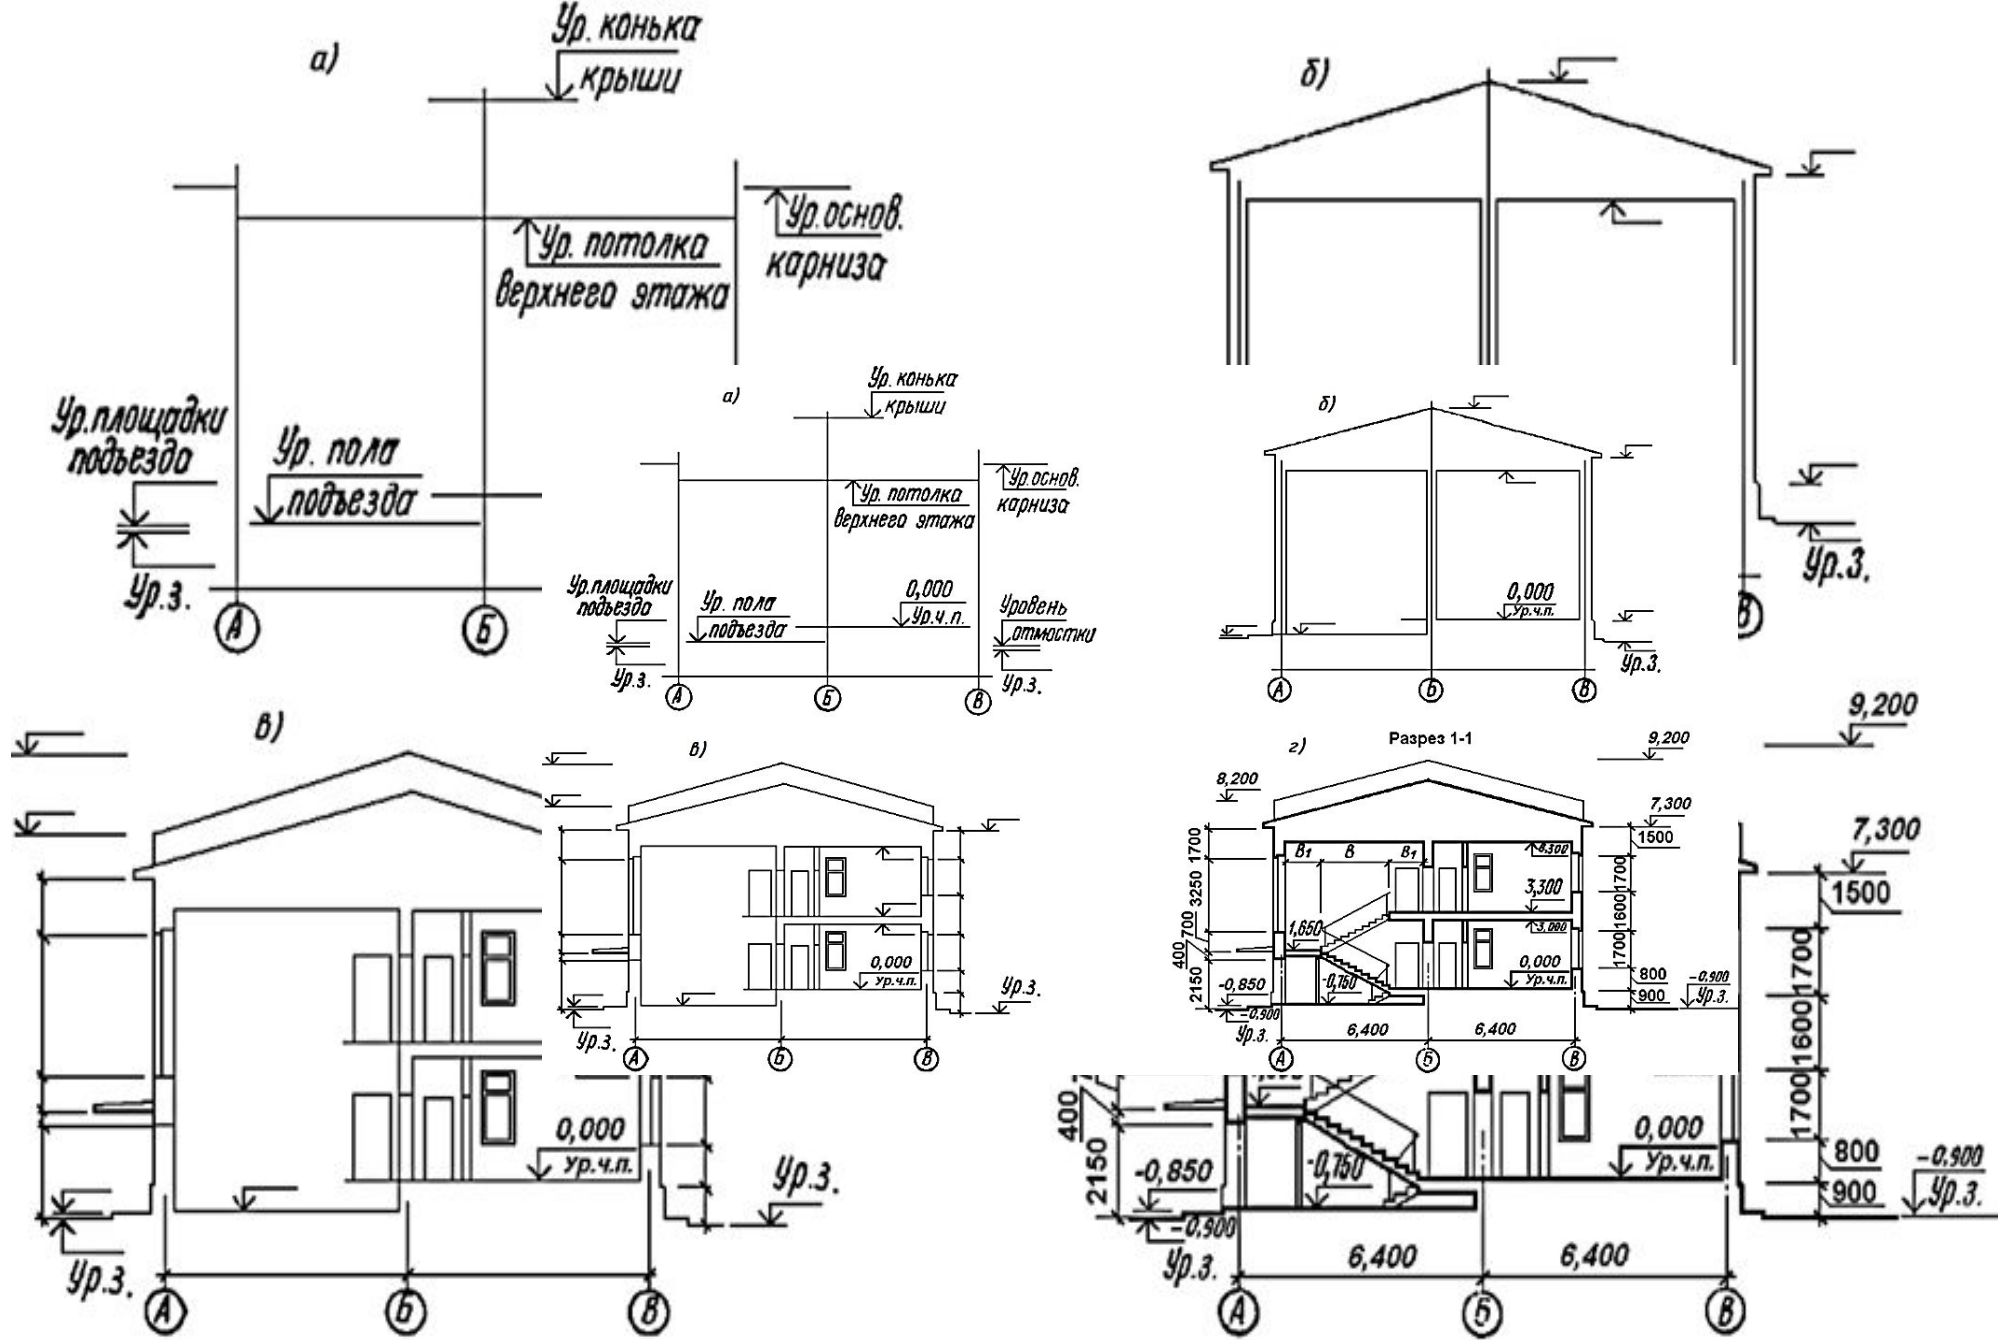 а)
Ур. конька
крыши
Ур. основ.
карниза
Ур. потолка
верхнего этажа
Ур. площадки
подъезда
Ур. пола
подъезда
Ур.з.
А
Б
б)
Ур.з.
В
а)
Ур. конька
крыши
Ур. основ.
карниза
Ур. потолка
верхнего этажа
Ур. площадки
подъезда
Ур. пола
подъезда
0,000
Ур.ч.п.
Уровень
отмостки
Ур.з.
Ур.з.
А
Б
В
б)
0,000
Ур.ч.п.
Ур.з.
А
Б
В
в)
0,000
Ур.ч.п.
Ур.з.
Ур.з.
А
Б
В
в)
0,000
Ур.ч.п.
Ур.з.
Ур.з.
А
Б
В
г)
Разрез 1-1
9,200
8,200
7,300
1500
1700
3250
700
400
2150
В1
В
В1
6,300
3,300
3,000
1,650
0,000
Ур.ч.п.
-0,760
-0,850
-0,900
Ур.з.
1700
1600
1700
800
900
-0,900
Ур.з.
6,400
6,400
А
Б
В
9,200
7,300
1500
1700
1600
1700
800
900
-0,900
Ур.з.
400
2150
-0,850
-0,900
Ур.з.
-0,760
0,000
Ур.ч.п.
6,400
6,400
А
Б
В